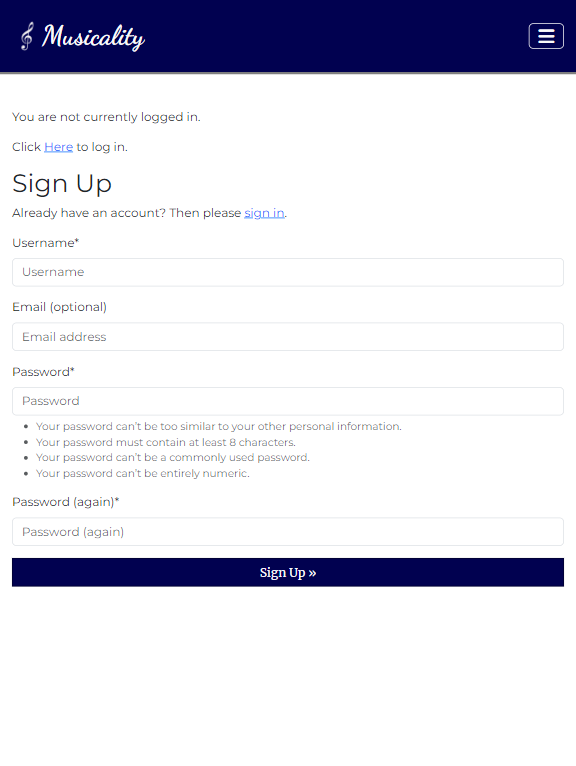 Musicality
You are not currently logged in.
Click Here to log in.
Sign Up
Already have an account? Then please sign in.
Username*
Username
Email (optional)
Email address
Password*
Password
Your password can't be too similar to your other personal information.
Your password must contain at least 8 characters.
Your password can't be a commonly used password.
Your password can't be entirely numeric.
Password (again)*
Password (again)
Sign Up »